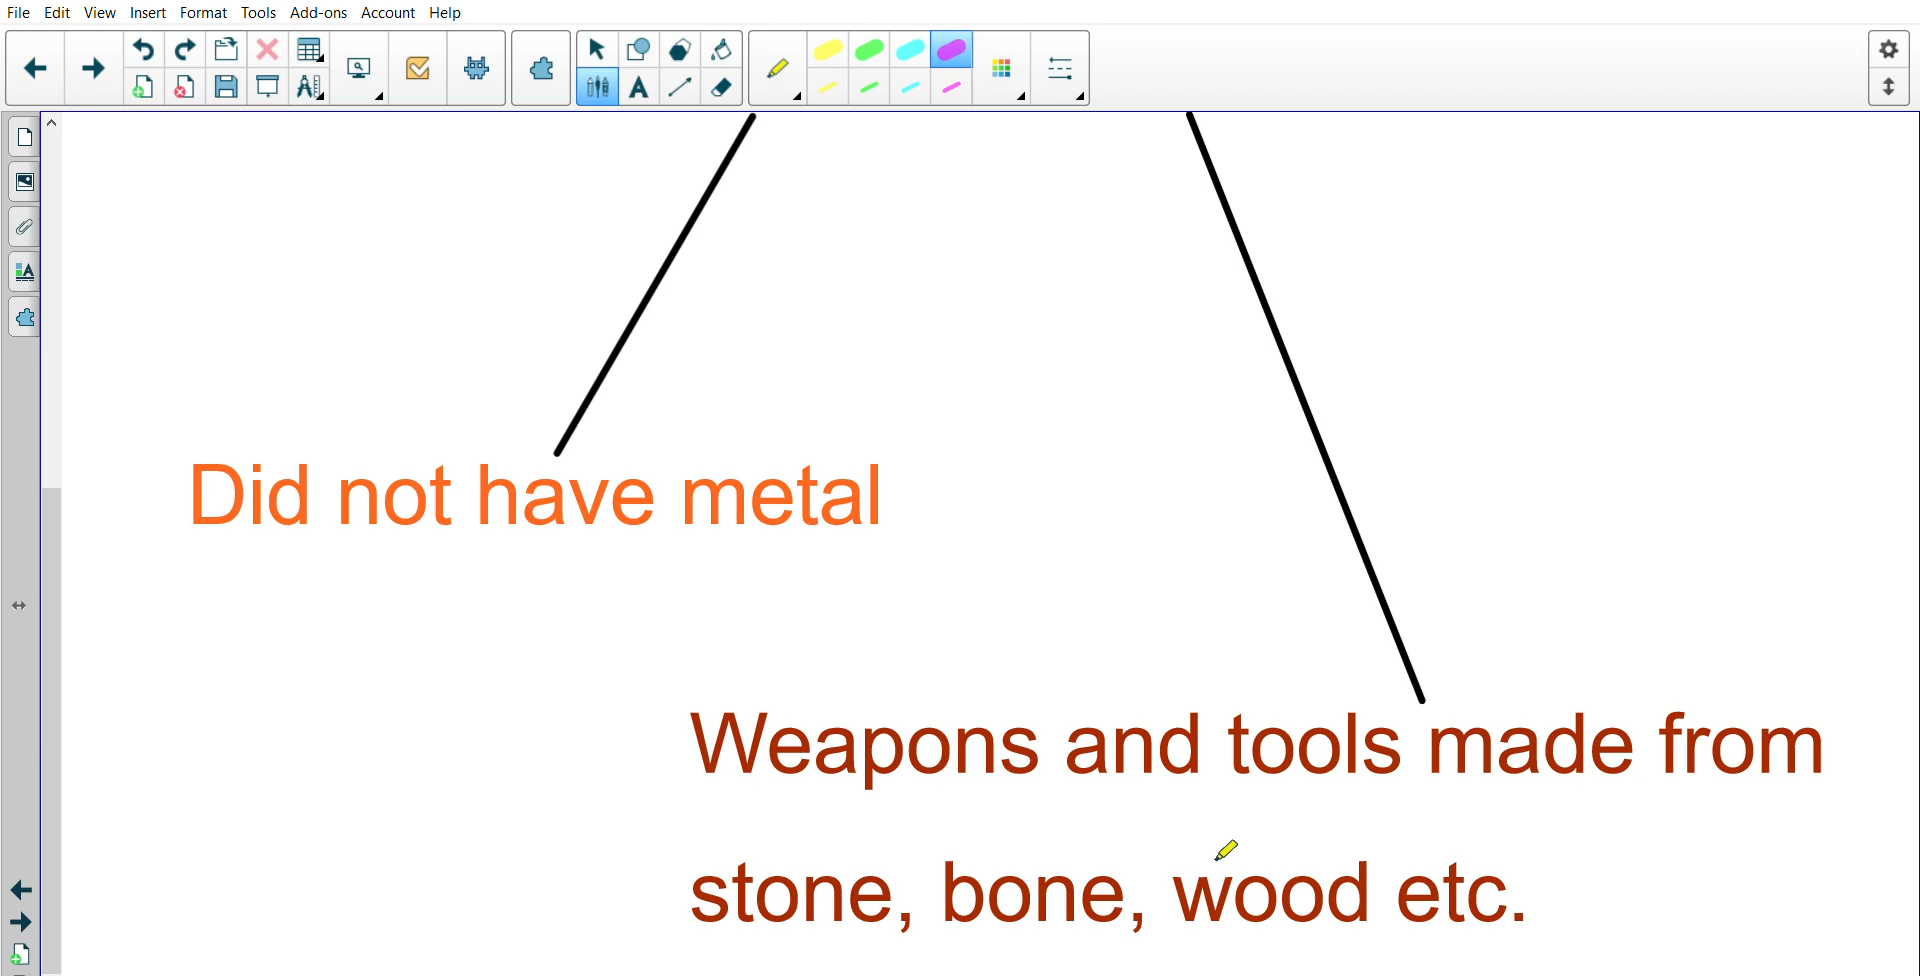 File Edit View Insert Format Tools Add-ons Account Help
Did not have metal
Weapons and tools made from
stone, bone, wood etc.